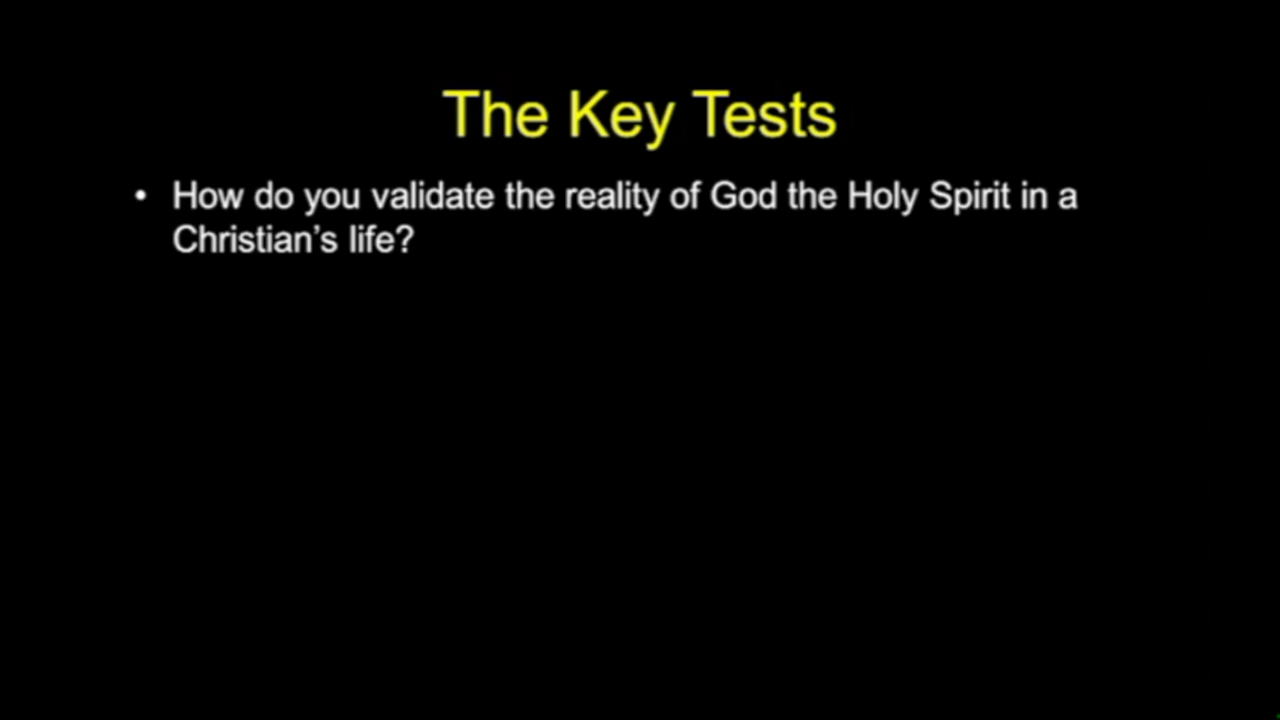 The Key Tests
• How do you validate the reality of God the Holy Spirit in a
Christian’s life?